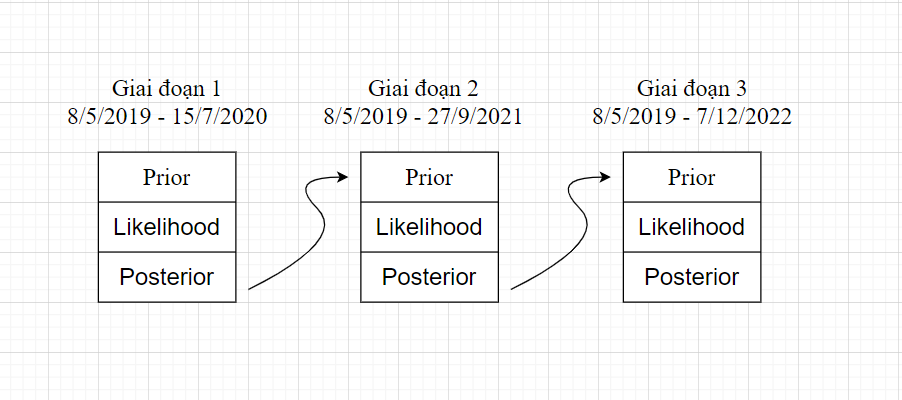 Giai đoạn 1
8/5/2019 - 15/7/2020
Prior
Likelihood
Posterior
Giai đoạn 2
8/5/2019 - 27/9/2021
Prior
Likelihood
Posterior
Giai đoạn 3
8/5/2019 - 7/12/2022
Prior
Likelihood
Posterior